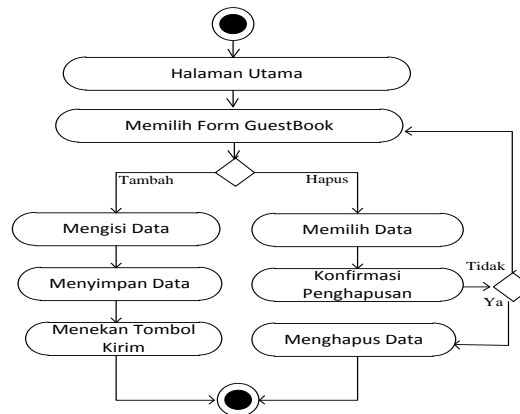 Halaman Utama
Memilih Form GuestBook
Tambah
Hapus
Mengisi Data
Memilih Data
Menyimpan Data
Konfirmasi
Penghapusan
Tidak
Ya
Menekan Tombol
Kirim
Menghapus Data